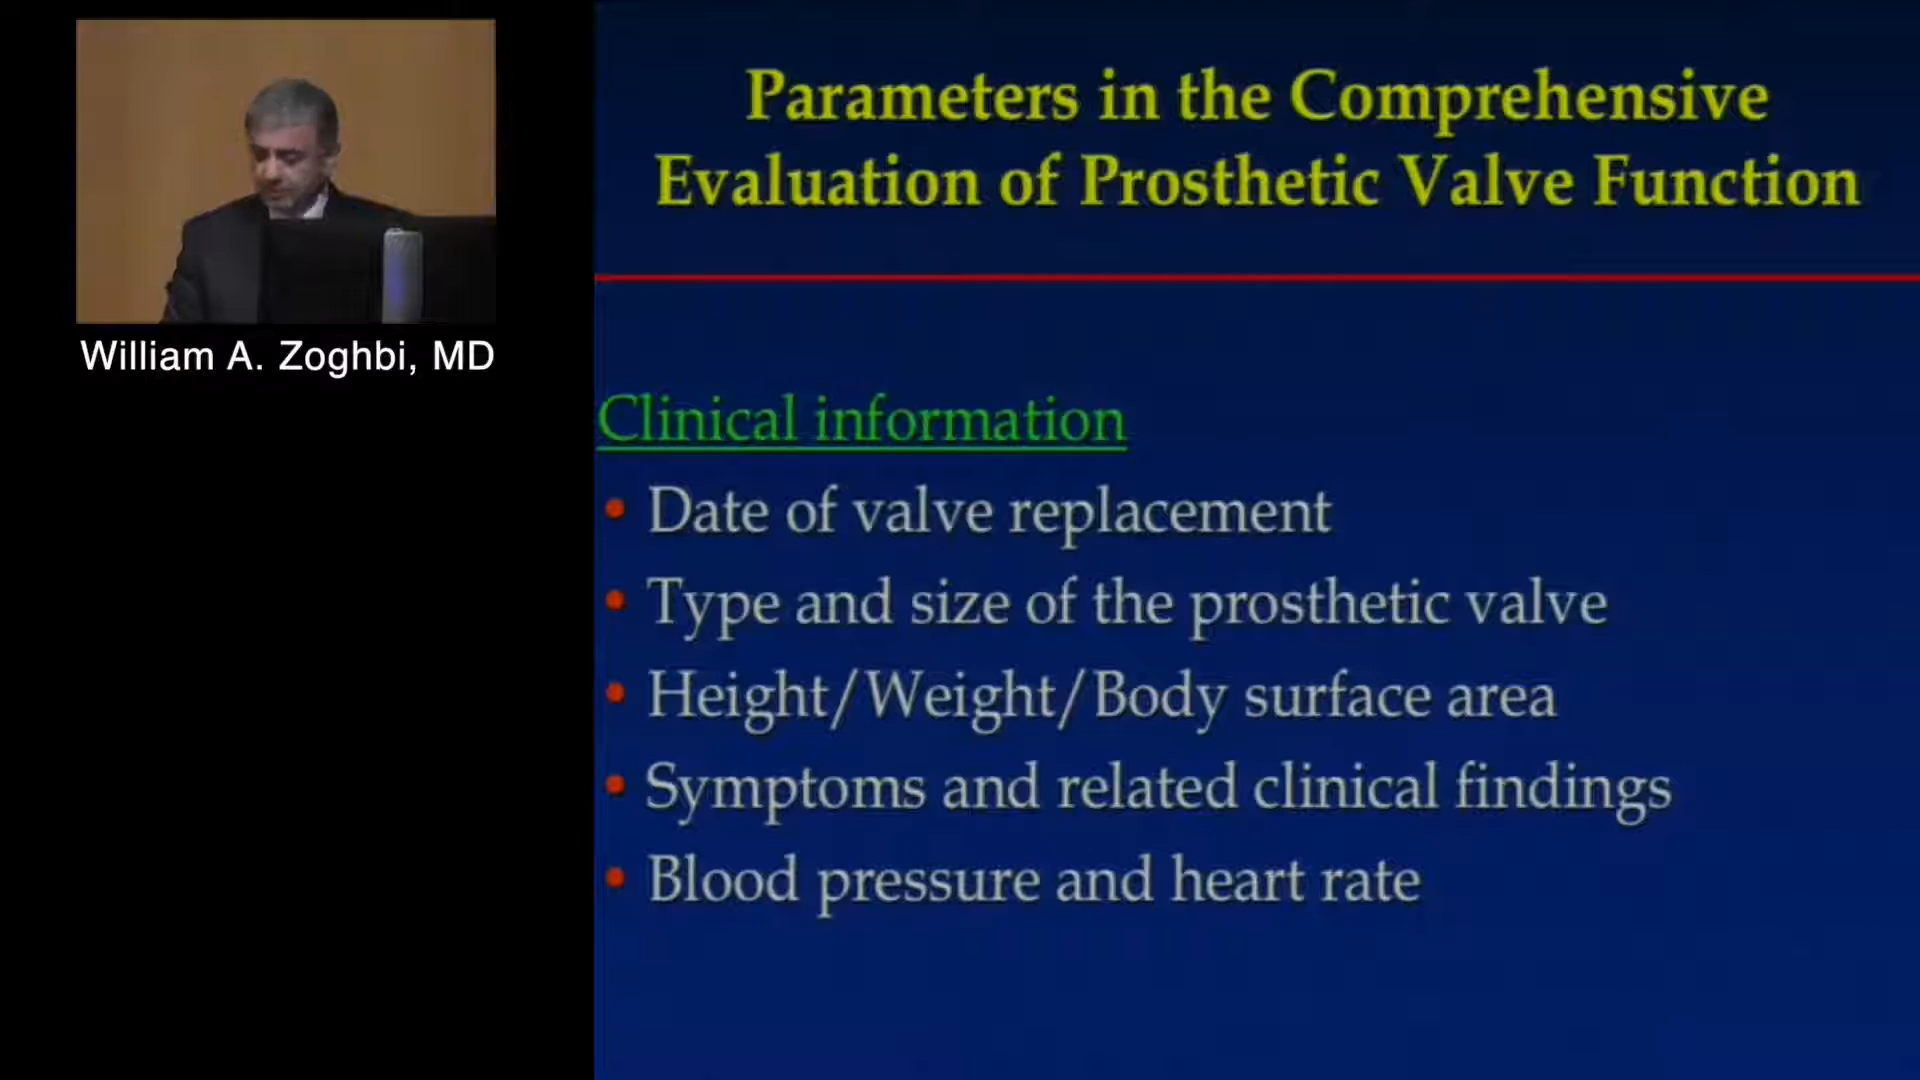 William A. Zoghbi, MD
Parameters in the Comprehensive
Evaluation of Prosthetic Valve Function
Clinical information
• Date of valve replacement
• Type and size of the prosthetic valve
• Height/Weight/Body surface area
• Symptoms and related clinical findings
• Blood pressure and heart rate